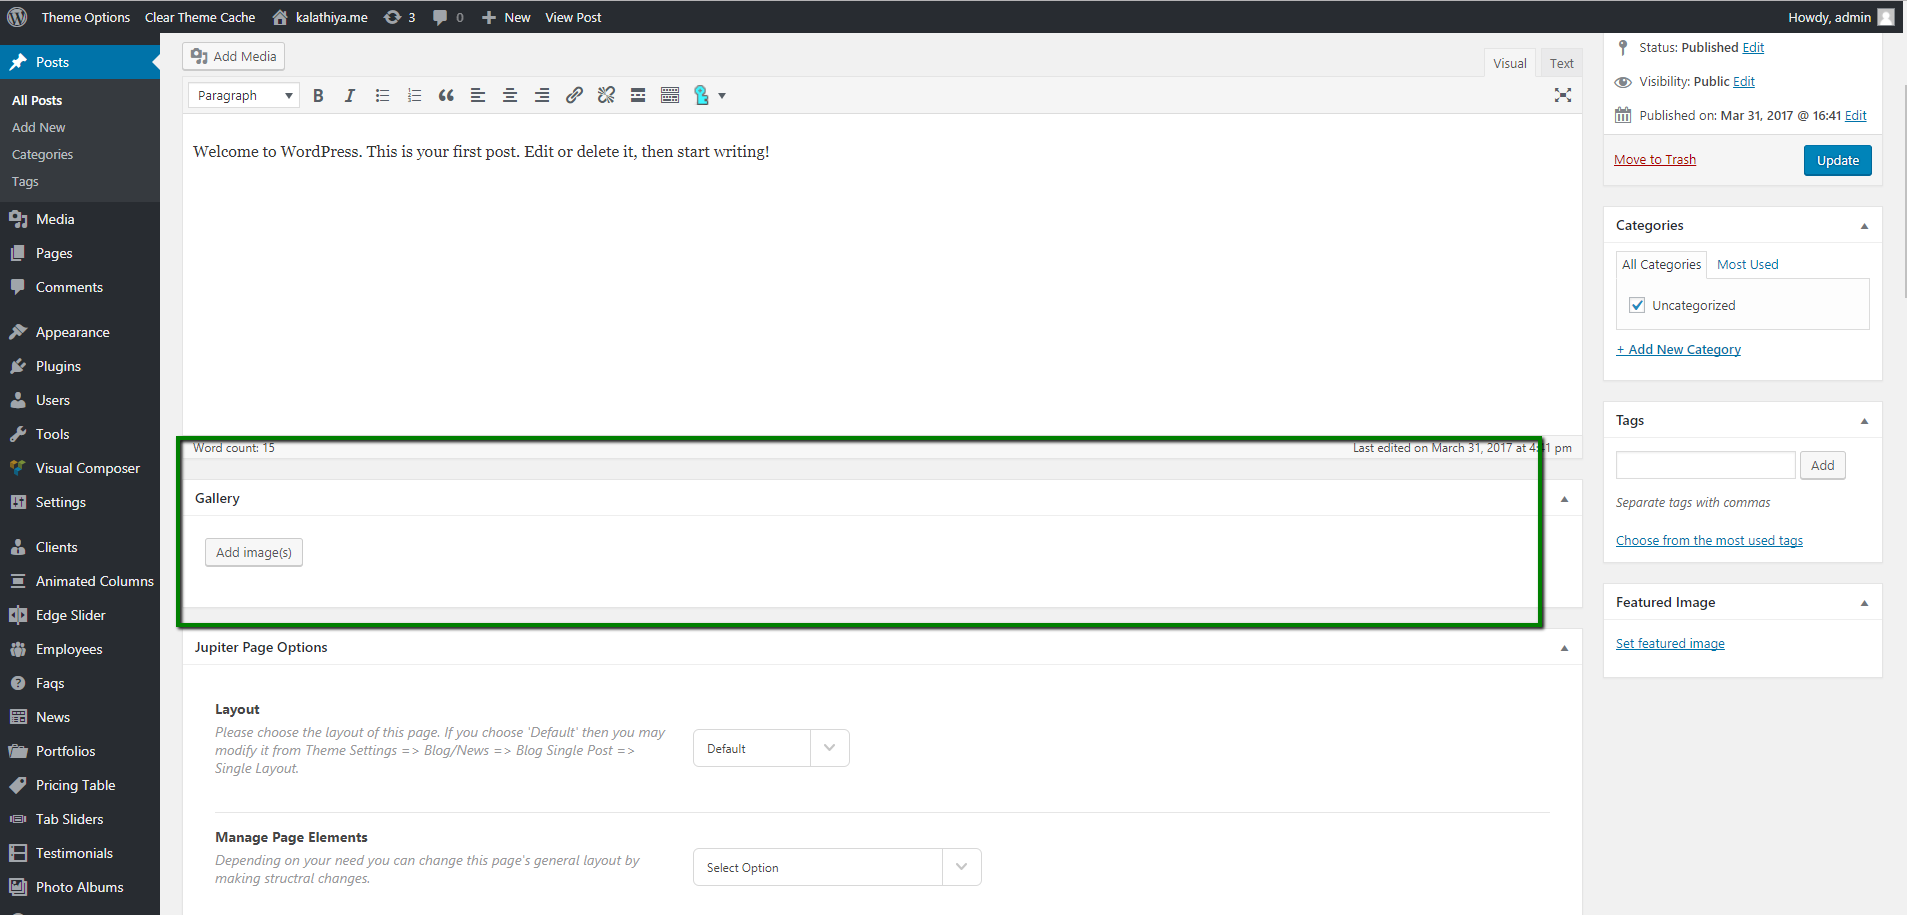 Theme Options Clear Theme Cache kalathiya.me 3 0 New View Post Howdy, admin
Posts
All Posts
Add New
Categories
Tags
Media
Pages
Comments
Appearance
Plugins
Users
Tools
Visual Composer
Settings
Clients
Animated Columns
Edge Slider
Employees
Faqs
News
Portfolios
Pricing Table
Tab Sliders
Testimonials
Photo Albums
Add Media
Visual Text
Paragraph
Welcome to WordPress. This is your first post. Edit or delete it, then start writing!
Word count: 15 Last edited on March 31, 2017 at 4:41 pm
Gallery
Add image(s)
Jupiter Page Options
Layout
Please choose the layout of this page. If you choose 'Default' then you may
modify it from Theme Settings => Blog/News => Blog Single Post =>
Single Layout.
Default
Manage Page Elements
Depending on your need you can change this page's general layout by
making structral changes.
Select Option
Status: Published Edit
Visibility: Public Edit
Published on: Mar 31, 2017 @ 16:41 Edit
Move to Trash Update
Categories
All Categories Most Used
Uncategorized
+ Add New Category
Tags
Add
Separate tags with commas
Choose from the most used tags
Featured Image
Set featured image